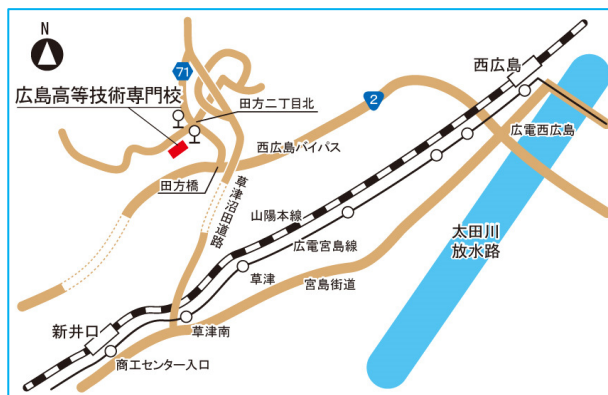 N
71
広島高等技術専門校
田方二丁目北
西広島
2
広電西広島
西広島バイパス
田方橋
草津沼田道路
山陽本線
広電宮島線
太田川
放水路
草津
宮島街道
新井口
草津南
商工センター入口